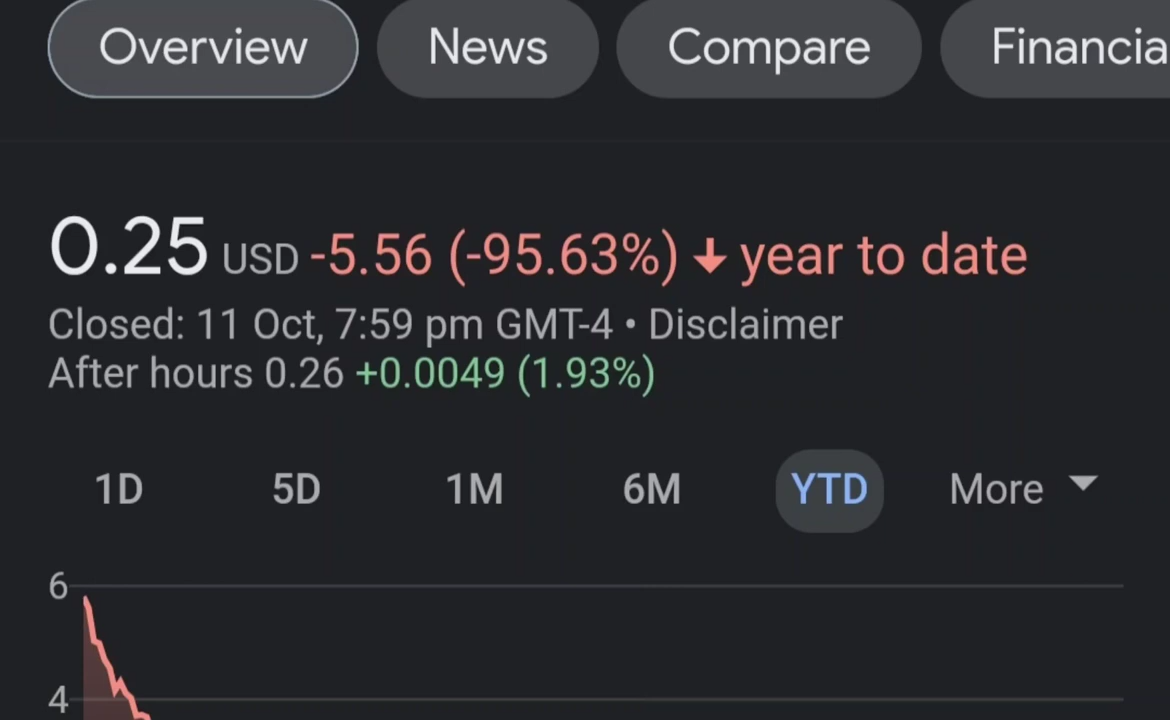 Overview News Compare Financia
0.25 USD -5.56 (-95.63%) ↓ year to date
Closed: 11 Oct, 7:59 pm GMT-4 • Disclaimer
After hours 0.26 +0.0049 (1.93%)
1D 5D 1M 6M YTD More
6
4